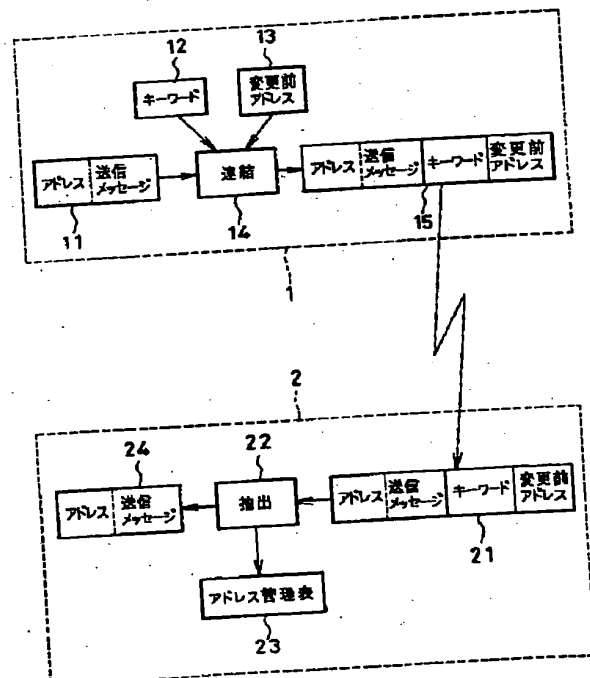 12
13
キーワード
変更前
アドレス
アドレス
送信
メッセージ
連結
アドレス
送信
メッセージ
キーワード
変更前
アドレス
11
14
15
1
2
24
22
アドレス
送信
メッセージ
抽出
アドレス
送信
メッセージ
キーワード
変更前
アドレス
21
アドレス管理表
23